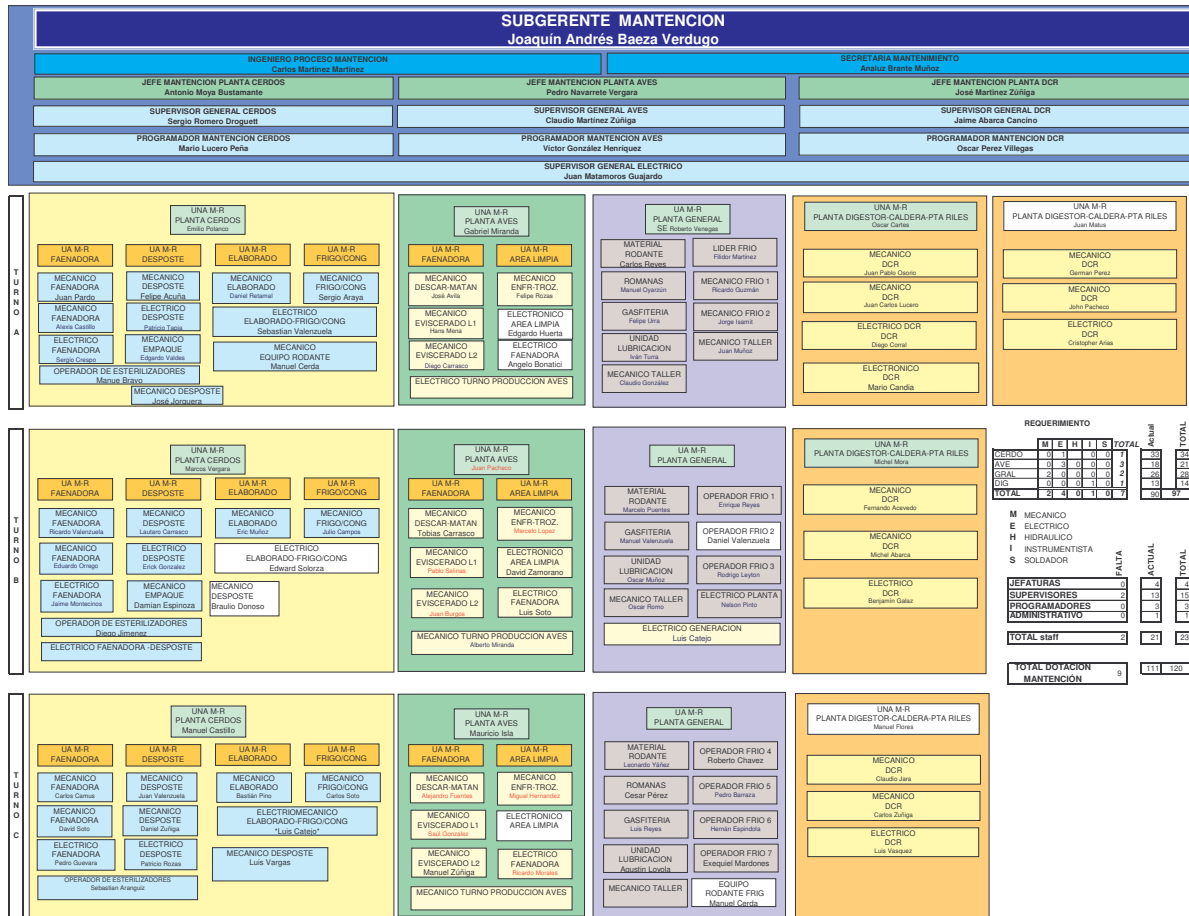 SUBGERENTE MANTENCION
Joaquín Andrés Baeza Verdugo
INGENIERO PROCESO MANTENCION
Carlos Martínez Martínez
SECRETARIA MANTENIMIENTO
Analuz Brante Muñoz
JEFE MANTENCION PLANTA CERDOS
Antonio Moya Bustamante
JEFE MANTENCION PLANTA AVES
Pedro Navarrete Vergara
JEFE MANTENCION PLANTA DCR
José Martínez Zúñiga
SUPERVISOR GENERAL CERDOS
Sergio Romero Droguett
SUPERVISOR GENERAL AVES
Claudio Martínez Zúñiga
SUPERVISOR GENERAL DCR
Jaime Abarca Cancino
PROGRAMADOR MANTENCION CERDOS
Mario Lucero Peña
PROGRAMADOR MANTENCION AVES
Victor González Henríquez
PROGRAMADOR MANTENCION DCR
Oscar Perez Villegas
SUPERVISOR GENERAL ELECTRICO
Juan Matamoros Guajardo
TURNO A
UNA M-R
PLANTA CERDOS
Emilio Polanco
UA M-R
FAENADORA
UA M-R
DESPOSTE
UA M-R
ELABORADO
UA M-R
FRIGO/CONG
MECANICO
FAENADORA
Juan Pardo
MECANICO
DESPOSTE
Felipe Acuña
MECANICO
ELABORADO
Daniel Retamal
MECANICO
FRIGO/CONG
Sergio Araya
MECANICO
FAENADORA
Alexis Castillo
ELECTRICO
DESPOSTE
Patricio Tapia
ELECTRICO
ELABORADO-FRIGO/CONG
Sebastian Valenzuela
ELECTRICO
FAENADORA
Sergio Crespo
MECANICO
EMPAQUE
Edgardo Valdes
MECANICO
EQUIPO RODANTE
Manuel Cerda
OPERADOR DE ESTERILIZADORES
Manue Bravo
MECANICO DESPOSTE
José Jorquera
UNA M-R
PLANTA AVES
Gabriel Miranda
UA M-R
FAENADORA
UA M-R
AREA LIMPIA
MECANICO
DESCAR-MATAN
José Avila
MECANICO
ENFR-TROZ.
Felipe Rozas
MECANICO
EVISCERADO L1
Hans Mena
ELECTRONICO
AREA LIMPIA
Edgardo Huerta
MECANICO
EVISCERADO L2
Diego Carrasco
ELECTRICO
FAENADORA
Angelo Bonatici
ELECTRICO TURNO PRODUCCION AVES
UA M-R
PLANTA GENERAL
SE Roberto Venegas
MATERIAL
RODANTE
Carlos Reyes
LIDER FRIO
Filidor Martínez
ROMANAS
Manuel Oyarzún
MECANICO FRIO 1
Ricardo Guzmán
GASFITERIA
Felipe Urra
MECANICO FRIO 2
Jorge Isamit
UNIDAD
LUBRICACION
Iván Turra
MECANICO TALLER
Juan Muñoz
MECANICO TALLER
Claudio González
UNA M-R
PLANTA DIGESTOR-CALDERA-PTA RILES
Oscar Cartes
MECANICO
DCR
Juan Pablo Osorio
MECANICO
DCR
Juan Carlos Lucero
ELECTRICO DCR
DCR
Diego Corral
ELECTRONICO
DCR
Mario Candia
UNA M-R
PLANTA DIGESTOR-CALDERA-PTA RILES
Juan Matus
MECANICO
DCR
German Perez
MECANICO
DCR
John Pacheco
ELECTRICO
DCR
Cristopher Arias
TURNO B
UNA M-R
PLANTA CERDOS
Marcos Vergara
UA M-R
FAENADORA
UA M-R
DESPOSTE
UA M-R
ELABORADO
UA M-R
FRIGO/CONG
MECANICO
FAENADORA
Ricardo Valenzuela
MECANICO
DESPOSTE
Lautaro Carrasco
MECANICO
ELABORADO
Eric Muñoz
MECANICO
FRIGO/CONG
Julio Campos
MECANICO
FAENADORA
Eduardo Orrego
ELECTRICO
DESPOSTE
Erick Gonzalez
ELECTRICO
ELABORADO-FRIGO/CONG
Edward Solorza
ELECTRICO
FAENADORA
Jaime Montecinos
MECANICO
EMPAQUE
Damian Espinoza
MECANICO
DESPOSTE
Braulio Donoso
OPERADOR DE ESTERILIZADORES
Diego Jimenez
ELECTRICO FAENADORA -DESPOSTE
UNA M-R
PLANTA AVES
Juan Pacheco
UA M-R
FAENADORA
UA M-R
AREA LIMPIA
MECANICO
DESCAR-MATAN
Tobias Carrasco
MECANICO
ENFR-TROZ.
Marcelo Lopez
MECANICO
EVISCERADO L1
Pablo Salinas
ELECTRONICO
AREA LIMPIA
David Zamorano
MECANICO
EVISCERADO L2
Juan Burgos
ELECTRICO
FAENADORA
Luis Soto
MECANICO TURNO PRODUCCION AVES
Alberto Miranda
UA M-R
PLANTA GENERAL
MATERIAL
RODANTE
Marcelo Puentes
OPERADOR FRIO 1
Enrique Reyes
GASFITERIA
Manuel Valenzuela
OPERADOR FRIO 2
Daniel Valenzuela
UNIDAD
LUBRICACION
Oscar Muñoz
OPERADOR FRIO 3
Rodrigo Leyton
MECANICO TALLER
Oscar Romo
ELECTRICO PLANTA
Nelson Pinto
ELECTRICO GENERACION
Luis Catejo
UNA M-R
PLANTA DIGESTOR-CALDERA-PTA RILES
Michel Mora
MECANICO
DCR
Fernando Acevedo
MECANICO
DCR
Michel Abarca
ELECTRICO
DCR
Benjamin Galaz
REQUERIMIENTO
M E H I S TOTAL Actual TOTAL
CERDO 0 1 0 0 1 33 34
AVE 0 3 0 0 0 3 18 21
GRAL 2 0 0 0 0 2 26 28
DIG 0 0 0 1 0 1 13 14
TOTAL 2 4 0 1 0 7 90 97
M MECANICO
E ELECTRICO
H HIDRAULICO
I INSTRUMENTISTA
S SOLDADOR
FALTA ACTUAL TOTAL
JEFATURAS 0 4 4
SUPERVISORES 2 13 15
PROGRAMADORES 0 3 3
ADMINISTRATIVO 0 1 1
TOTAL staff 2 21 23
TOTAL DOTACION
MANTENCIÓN 9 111 120
TURNO C
UNA M-R
PLANTA CERDOS
Manuel Castillo
UA M-R
FAENADORA
UA M-R
DESPOSTE
UA M-R
ELABORADO
UA M-R
FRIGO/CONG
MECANICO
FAENADORA
Carlos Camus
MECANICO
DESPOSTE
Juan Valenzuela
MECANICO
ELABORADO
Bastián Pino
MECANICO
FRIGO/CONG
Carlos Soto
MECANICO
FAENADORA
David Soto
MECANICO
DESPOSTE
Daniel Zuñiga
ELECTRIOMECANICO
ELABORADO-FRIGO/CONG
"Luis Catejo"
ELECTRICO
FAENADORA
Pedro Guevara
ELECTRICO
DESPOSTE
Patricio Rozas
MECANICO DESPOSTE
Luis Vargas
OPERADOR DE ESTERILIZADORES
Sebastian Aranguiz
UNA M-R
PLANTA AVES
Mauricio Isla
UA M-R
FAENADORA
UA M-R
AREA LIMPIA
MECANICO
DESCAR-MATAN
Alejandro Fuentes
MECANICO
ENFR-TROZ.
Miguel Hernandez
MECANICO
EVISCERADO L1
Saúl Gonzalez
ELECTRONICO
AREA LIMPIA
MECANICO
EVISCERADO L2
Manuel Zúñiga
ELECTRICO
FAENADORA
Ricardo Morales
MECANICO TURNO PRODUCCION AVES
UA M-R
PLANTA GENERAL
MATERIAL
RODANTE
Leonardo Yáñez
OPERADOR FRIO 4
Roberto Chavez
ROMANAS
Cesar Pérez
OPERADOR FRIO 5
Pedro Barraza
GASFITERIA
Luis Reyes
OPERADOR FRIO 6
Hernán Espindola
UNIDAD
LUBRICACION
Agustin Loyola
OPERADOR FRIO 7
Exequiel Mardones
MECANICO TALLER
EQUIPO
RODANTE FRIG
Manuel Cerda
UNA M-R
PLANTA DIGESTOR-CALDERA-PTA RILES
Manuel Flores
MECANICO
DCR
Claudio Jara
MECANICO
DCR
Carlos Zuñiga
ELECTRICO
DCR
Luis Vasquez